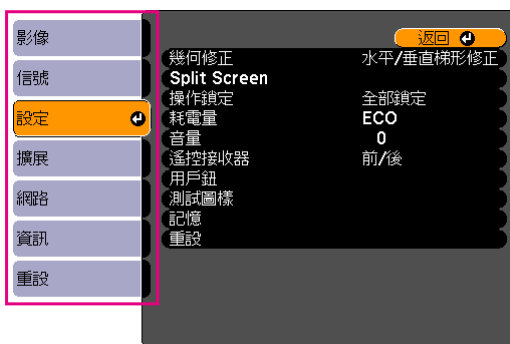 影像
信號
設定
擴展
網路
資訊
重設
返回
幾何修正 水平/垂直梯形修正
Split Screen
操作鎖定 全部鎖定
耗電量 ECO
音量 0
遙控接收器 前/後
用戶鈕
測試圖樣
記憶
重設